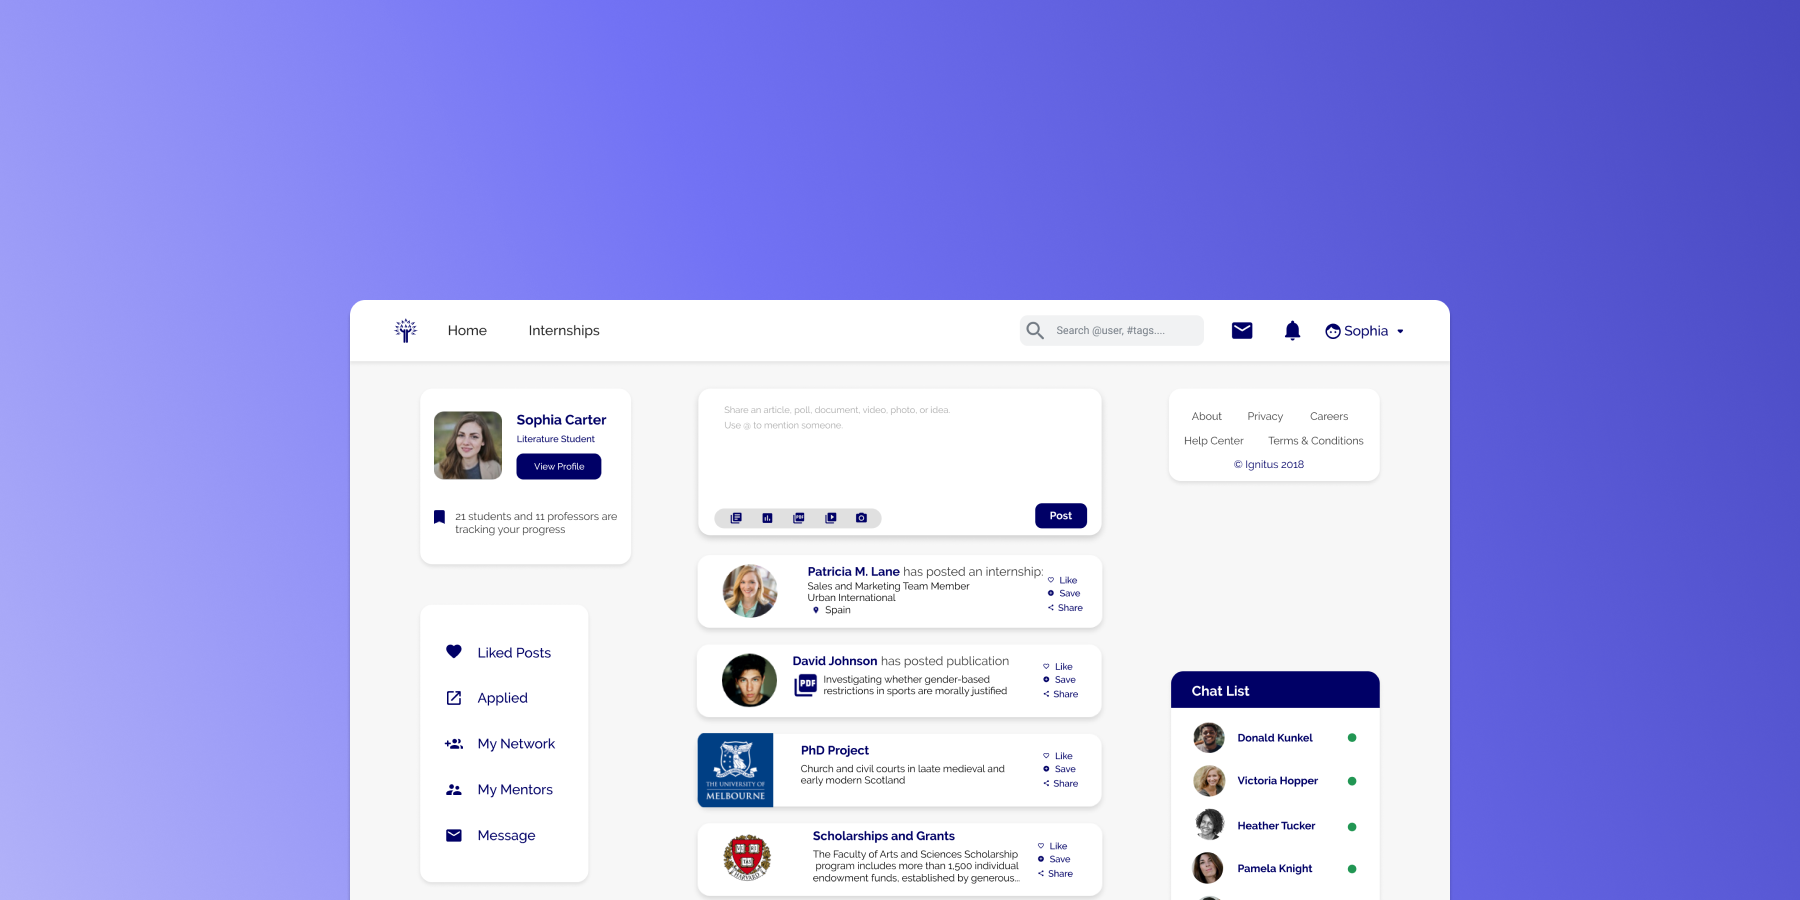 Home
Internships
Search @user, #tags....
Sophia
Sophia Carter
Literature Student
View Profile
21 students and 11 professors are
tracking your progress
Liked Posts
Applied
My Network
My Mentors
Message
Share an article, poll, document, video, photo, or idea.
Use @ to mention someone.
PDF
Post
Patricia M. Lane has posted an internship:
Sales and Marketing Team Member
Urban International
Spain
Like
Save
Share
David Johnson has posted publication
PDF
Investigating whether gender-based
restrictions in sports are morally justified
Like
Save
Share
THE UNIVERSITY OF
MELBOURNE
PhD Project
Church and civil courts in laate medieval and
early modern Scotland
Like
Save
Share
HARVARD
Scholarships and Grants
The Faculty of Arts and Sciences Scholarship
program includes more than 1,500 individual
endowment funds, established by generous...
Like
Save
Share
About Privacy Careers
Help Center Terms & Conditions
© Ignitus 2018
Chat List
Donald Kunkel
Victoria Hopper
Heather Tucker
Pamela Knight